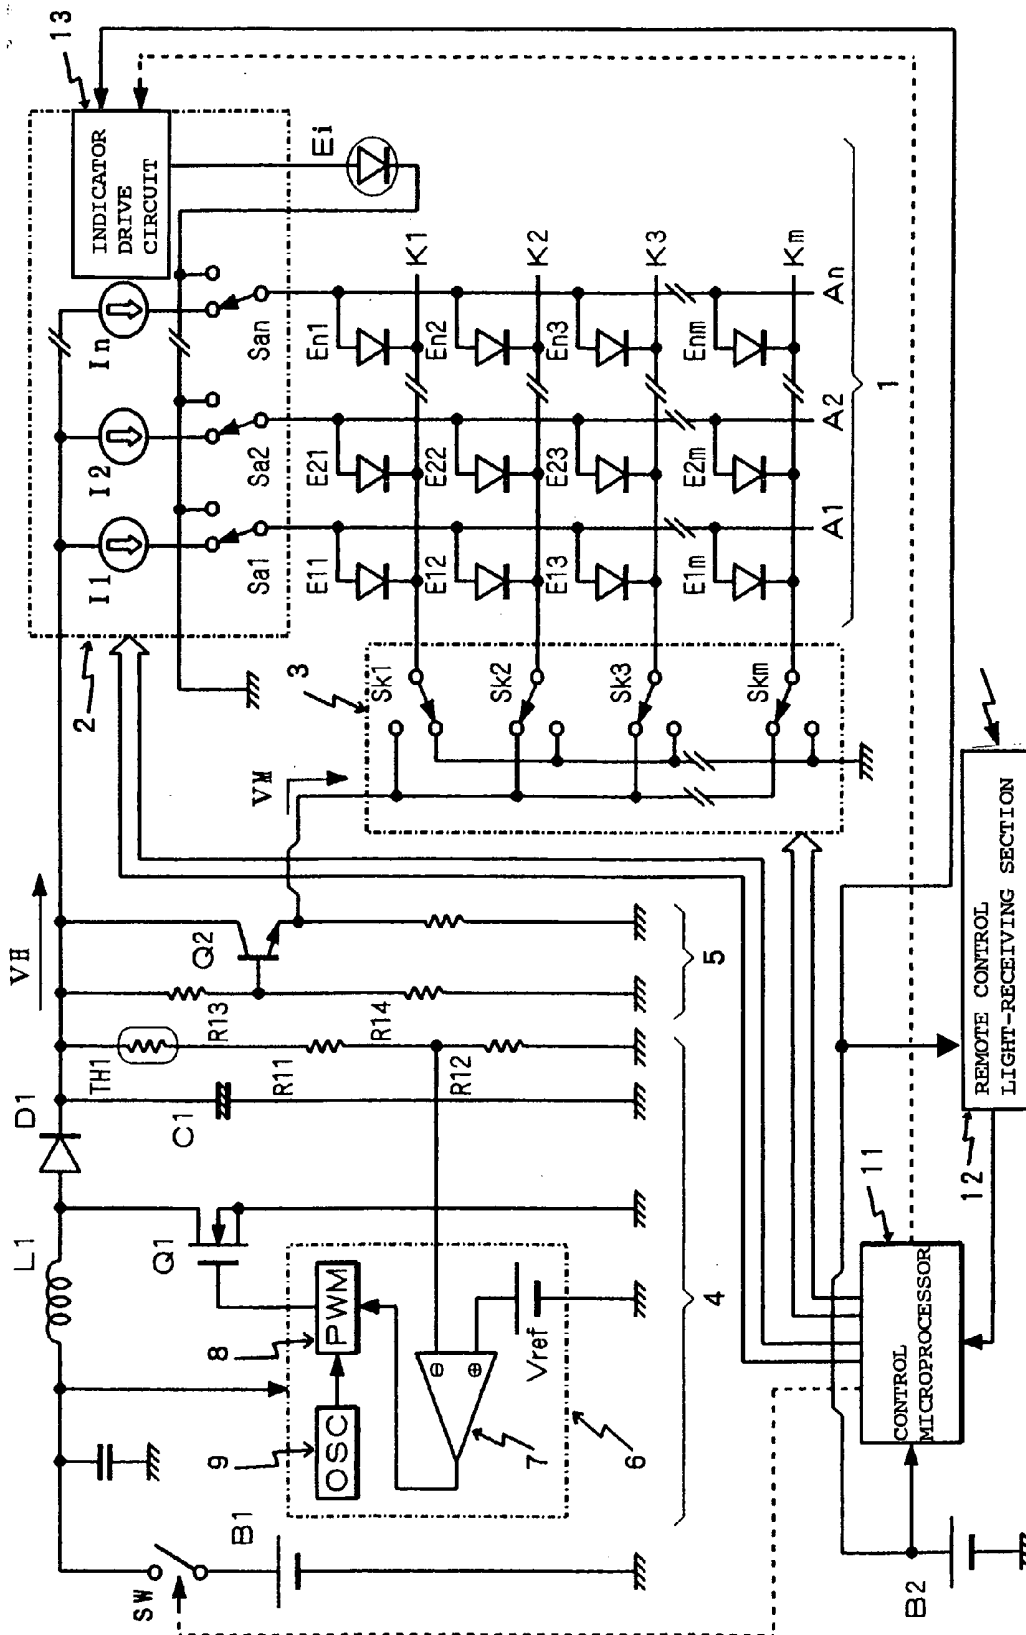 13
INDICATOR
DRIVE
CIRCUIT
Ei
In
I2
I1
San
Sa2
Sa1
2
En1
En2
En3
Enm
E21
E22
E23
E2m
E11
E12
E13
E1m
K1
K2
K3
Km
An
A2
A1
1
3
Sk1
Sk2
Sk3
Skm
VM
VH
Q2
R13
R14
5
TH1
R11
R12
C1
D1
L1
Q1
PWM
8
OSC
9
7
Vref
6
4
SW
B1
REMOTE CONTROL
LIGHT-RECEIVING SECTION
12
11
CONTROL
MICROPROCESSOR
B2